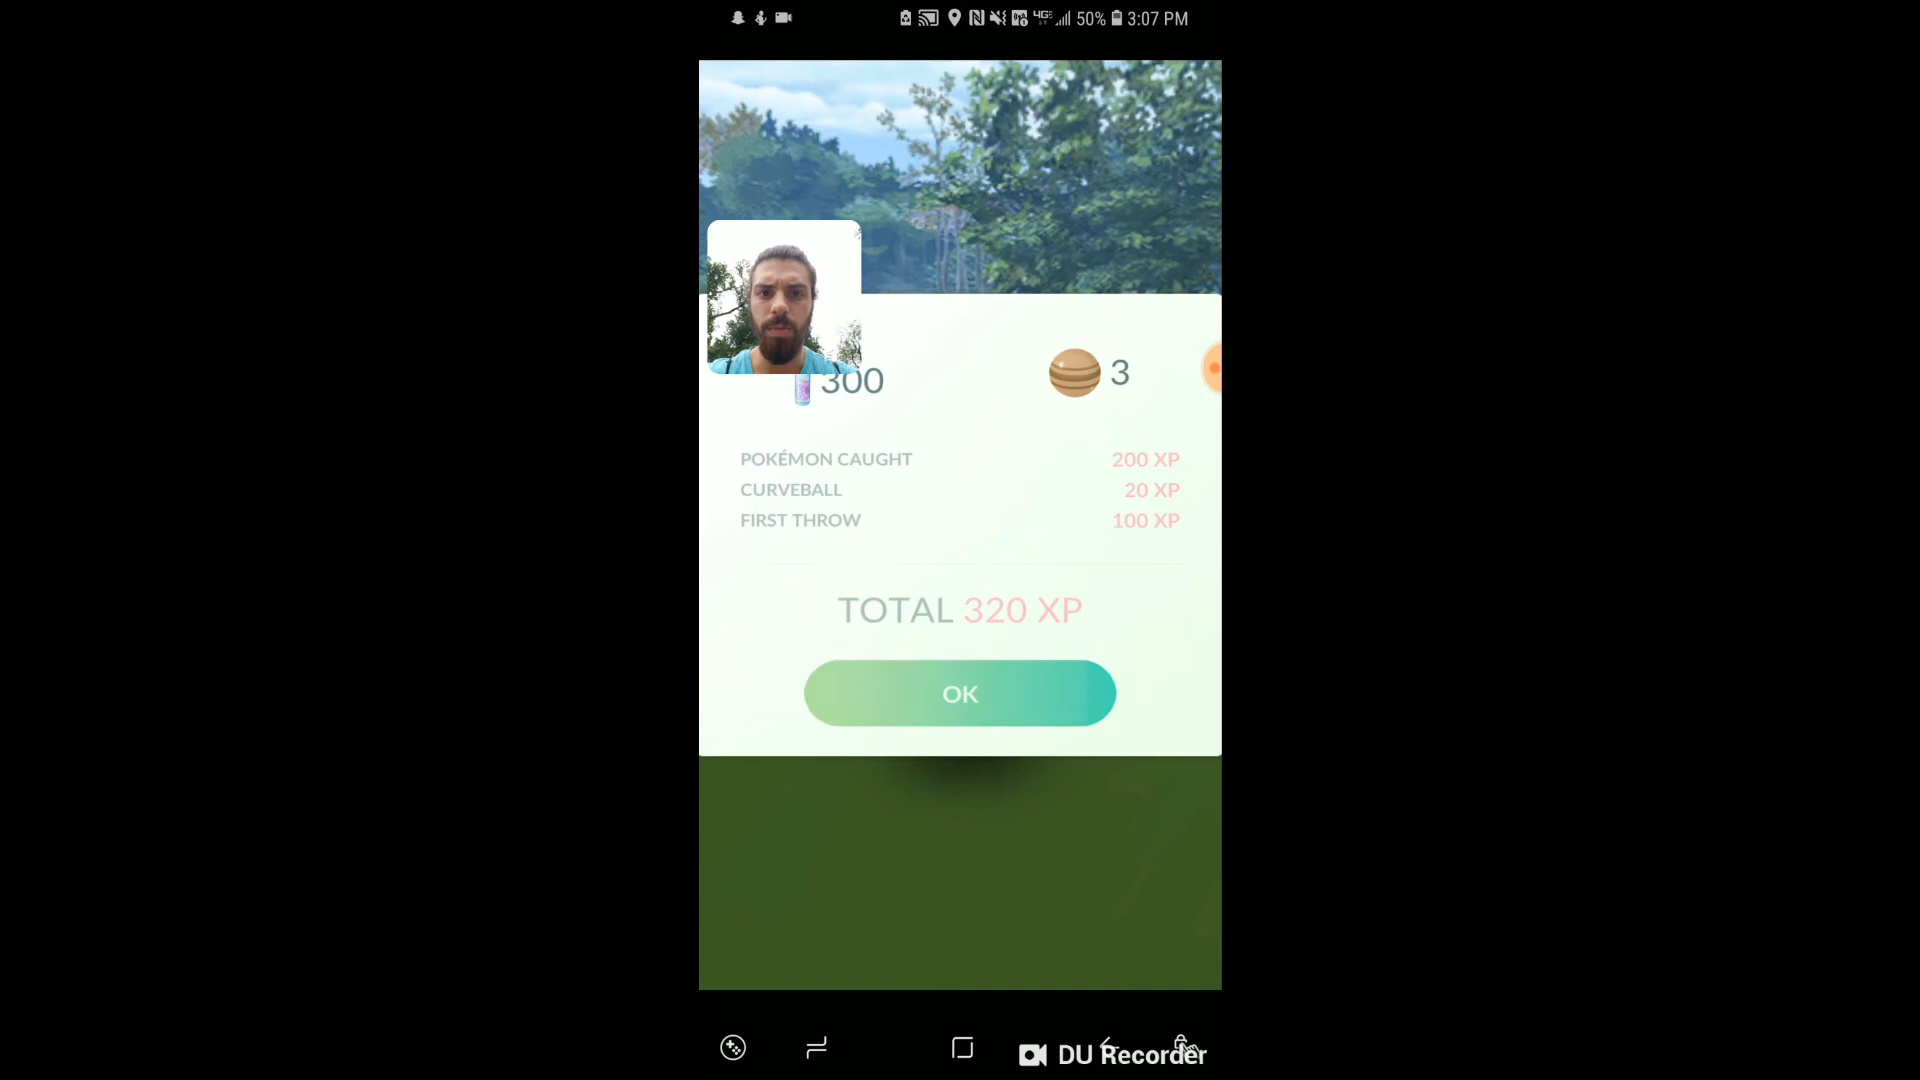 50% 3:07 PM
300
3
POKÉMON CAUGHT 200 XP
CURVEBALL 20 XP
FIRST THROW 100 XP
TOTAL 320 XP
OK
DU Recorder